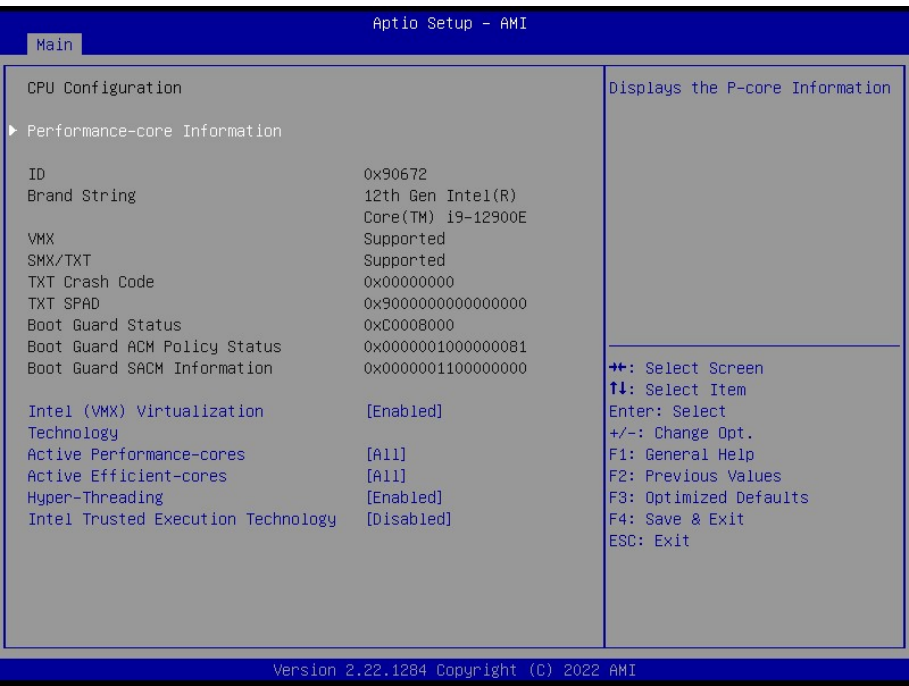 Aptio Setup – AMI
Main
CPU Configuration
Performance-core Information
ID 0x90672
Brand String 12th Gen Intel(R)
Core(TM) i9-12900E
VMX Supported
SMX/TXT Supported
TXT Crash Code 0x00000000
TXT SPAD 0x9000000000000000
Boot Guard Status 0xC0008000
Boot Guard ACM Policy Status 0x0000001000000081
Boot Guard SACM Information 0x0000001100000000
Intel (VMX) Virtualization [Enabled]
Technology
Active Performance-cores [All]
Active Efficient-cores [All]
Hyper-Threading [Enabled]
Intel Trusted Execution Technology [Disabled]
Displays the P-core Information
→←: Select Screen
↑↓: Select Item
Enter: Select
+/-: Change Opt.
F1: General Help
F2: Previous Values
F3: Optimized Defaults
F4: Save & Exit
ESC: Exit
Version 2.22.1284 Copyright (C) 2022 AMI